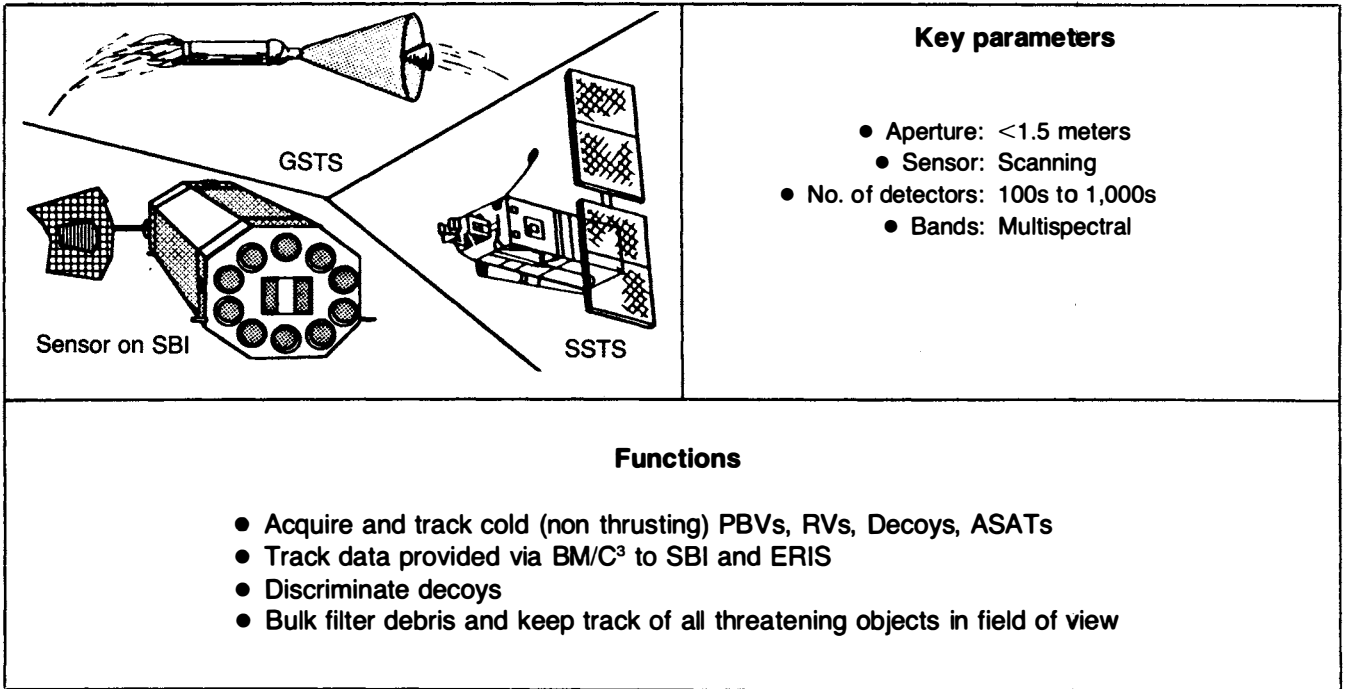 GSTS
Sensor on SBI
SSTS
Key parameters
● Aperture: <1.5 meters
● Sensor: Scanning
● No. of detectors: 100s to 1,000s
● Bands: Multispectral
Functions
● Acquire and track cold (non thrusting) PBVs, RVs, Decoys, ASATs
● Track data provided via BM/C³ to SBI and ERIS
● Discriminate decoys
● Bulk filter debris and keep track of all threatening objects in field of view